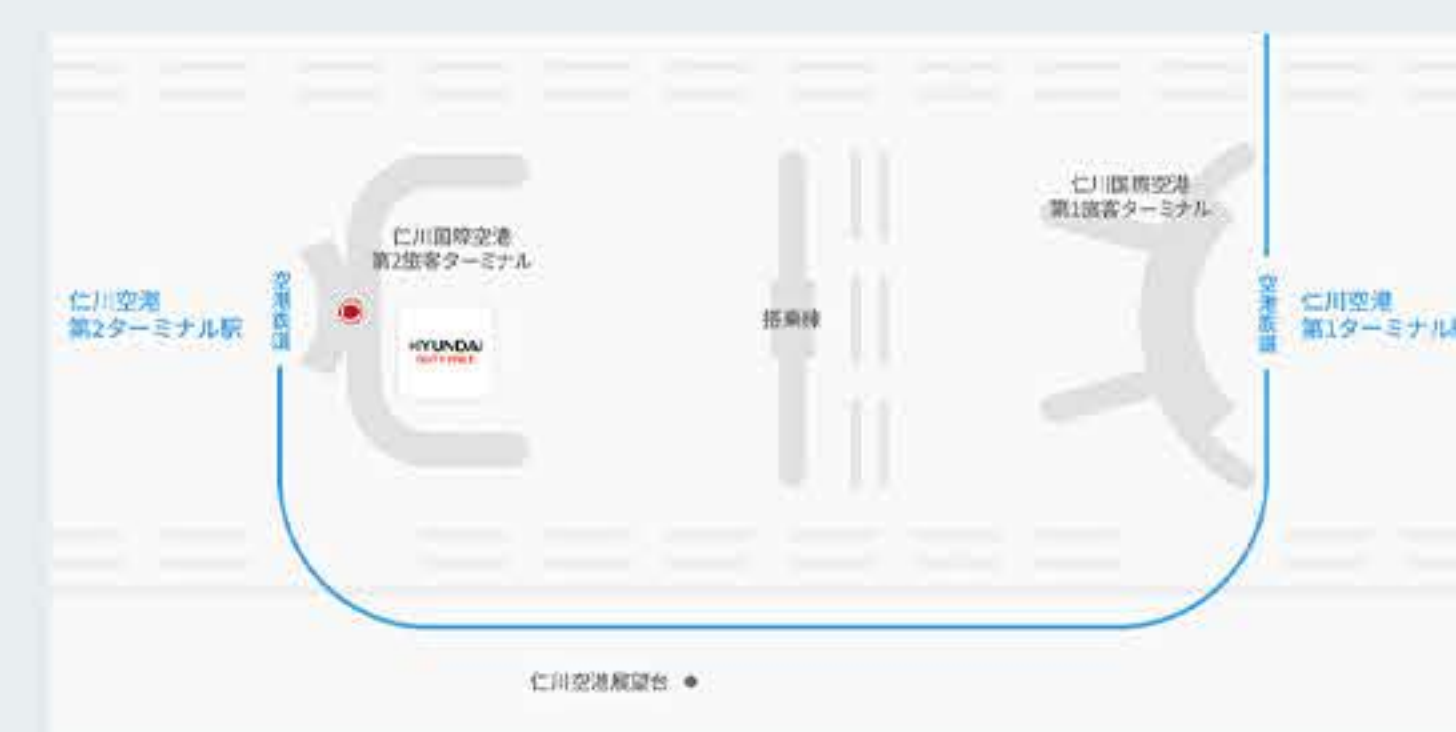 仁川国際空港
第1旅客ターミナル
仁川国際空港
第2旅客ターミナル
空港鉄道
仁川空港
第2ターミナル駅
HYUNDAI
搭乗棟
空港鉄道
仁川空港
第1ターミナル駅
仁川空港展望台